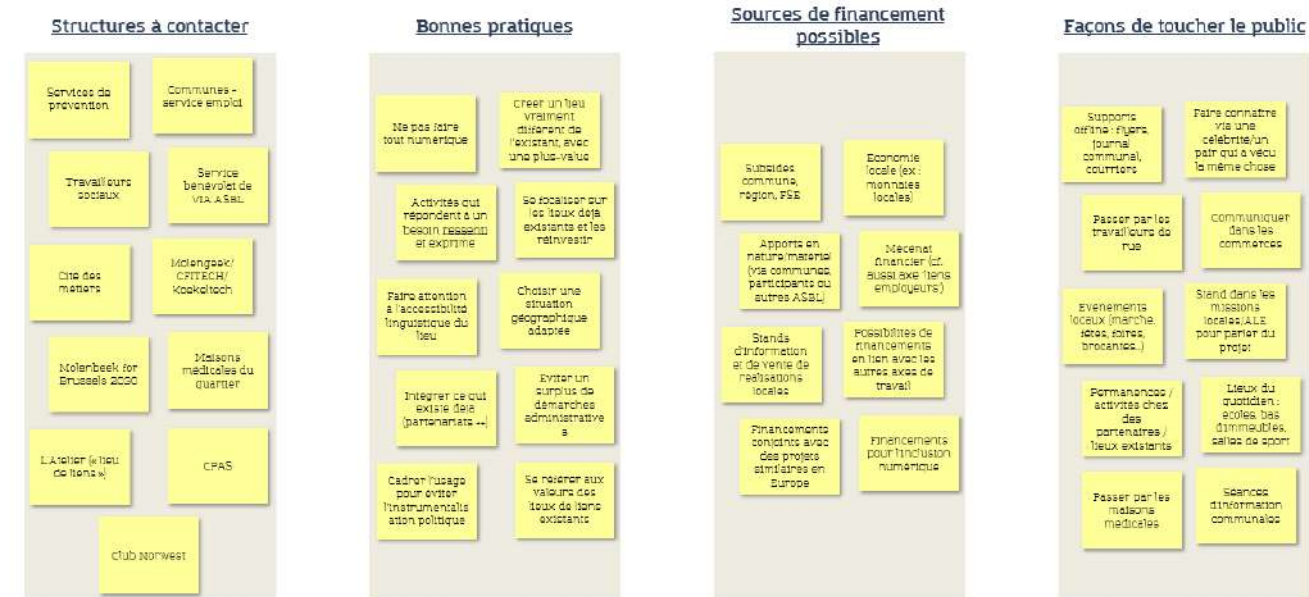 Structures à contacter
Services de
prévention
Communes -
service emploi
Travailleurs
sociaux
Service
bénévolat de
VIA ASBL
Cité des
métiers
Molengeek/
CFITECH/
Koekeltech
Molenbeek for
Brussels 2030
Maisons
médicales du
quartier
L'Atelier (« lieu
de liens »)
CPAS
Club Norwest
Bonnes pratiques
Ne pas faire
tout numérique
Créer un lieu
vraiment
différent de
l'existant, avec
une plus-value
Activités qui
répondent à un
besoin ressenti
et exprimé
Se focaliser sur
les lieux déjà
existants et les
réinvestir
Faire attention
à l'accessibilité
linguistique du
lieu
Choisir une
situation
géographique
adaptée
Intégrer ce qui
existe déjà
(partenariats ++)
Eviter un
surplus de
démarches
administrative
s
Cadrer l'usage
pour éviter
l'instrumentalis
ation politique
Se référer aux
valeurs des
lieux de liens
existants
Sources de financement
possibles
Subsides
commune,
région, FSE
Economie
locale (ex :
monnaies
locales)
Apports en
nature/matériel
(via communes,
participants ou
autres ASBL)
Mécénat
financier (cf.
aussi axe 'liens
employeurs')
Stands
d'information
et de vente de
réalisations
locales
Possibilités de
financements
en lien avec les
autres axes de
travail
Financements
conjoints avec
des projets
similaires en
Europe
Financements
pour l'inclusion
numérique
Façons de toucher le public
Supports
offline : flyers,
journal
communal,
courriers
Faire connaître
via une
célébrité/un
pair qui a vécu
la même chose
Passer par les
travailleurs de
rue
Communiquer
dans les
commerces
Evènements
locaux (marché,
fêtes, foires,
brocantes..)
Stand dans les
missions
locales/ALE
pour parler du
projet
Permanences /
activités chez
des
partenaires /
lieux existants
Lieux du
quotidien :
écoles, bas
d'immeubles,
salles de sport
Passer par les
maisons
médicales
Séances
d'information
communales